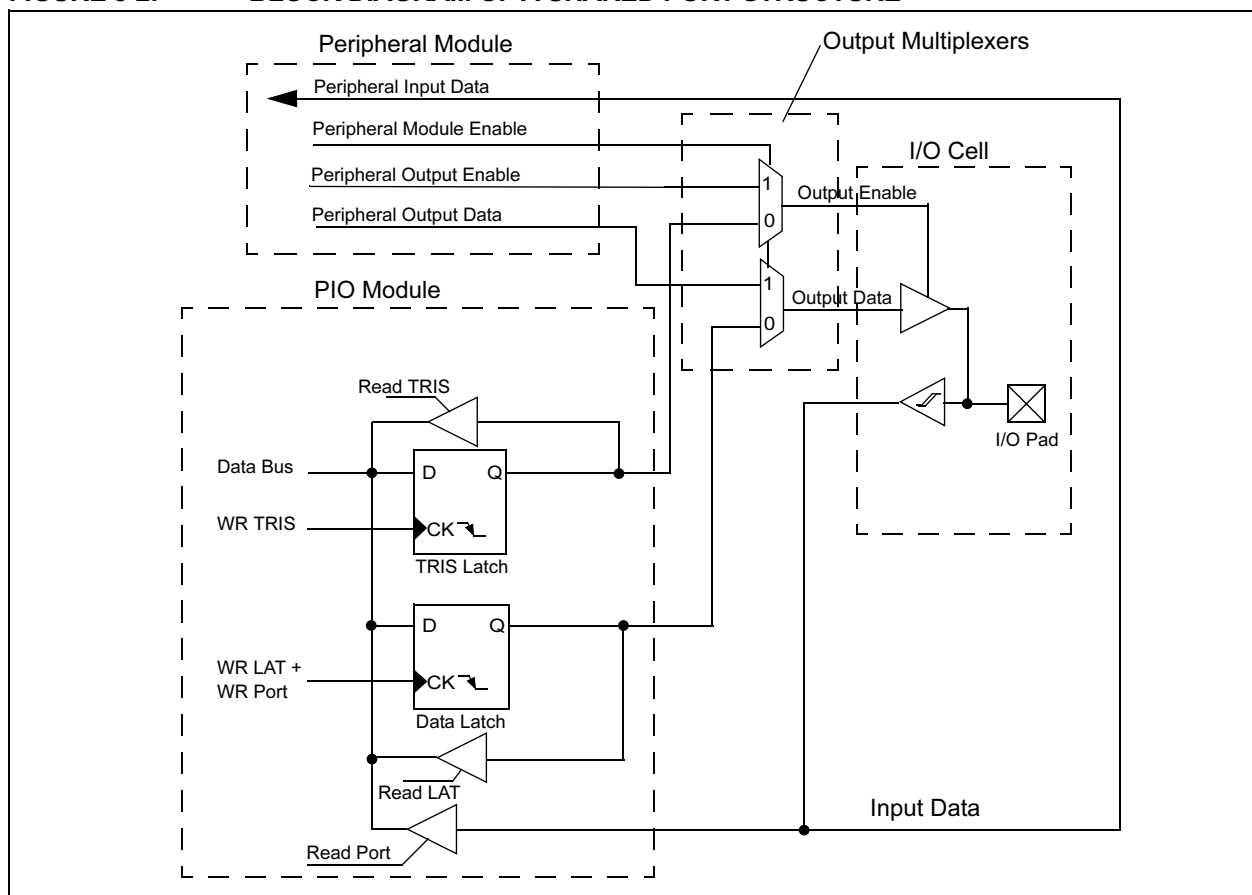 Peripheral Module
Output Multiplexers
Peripheral Input Data
Peripheral Module Enable
I/O Cell
Peripheral Output Enable
1
Output Enable
Peripheral Output Data
0
PIO Module
1
Output Data
0
Read TRIS
I/O Pad
Data Bus
D
Q
WR TRIS
CK
TRIS Latch
D
Q
WR LAT +
WR Port
CK
Data Latch
Read LAT
Input Data
Read Port